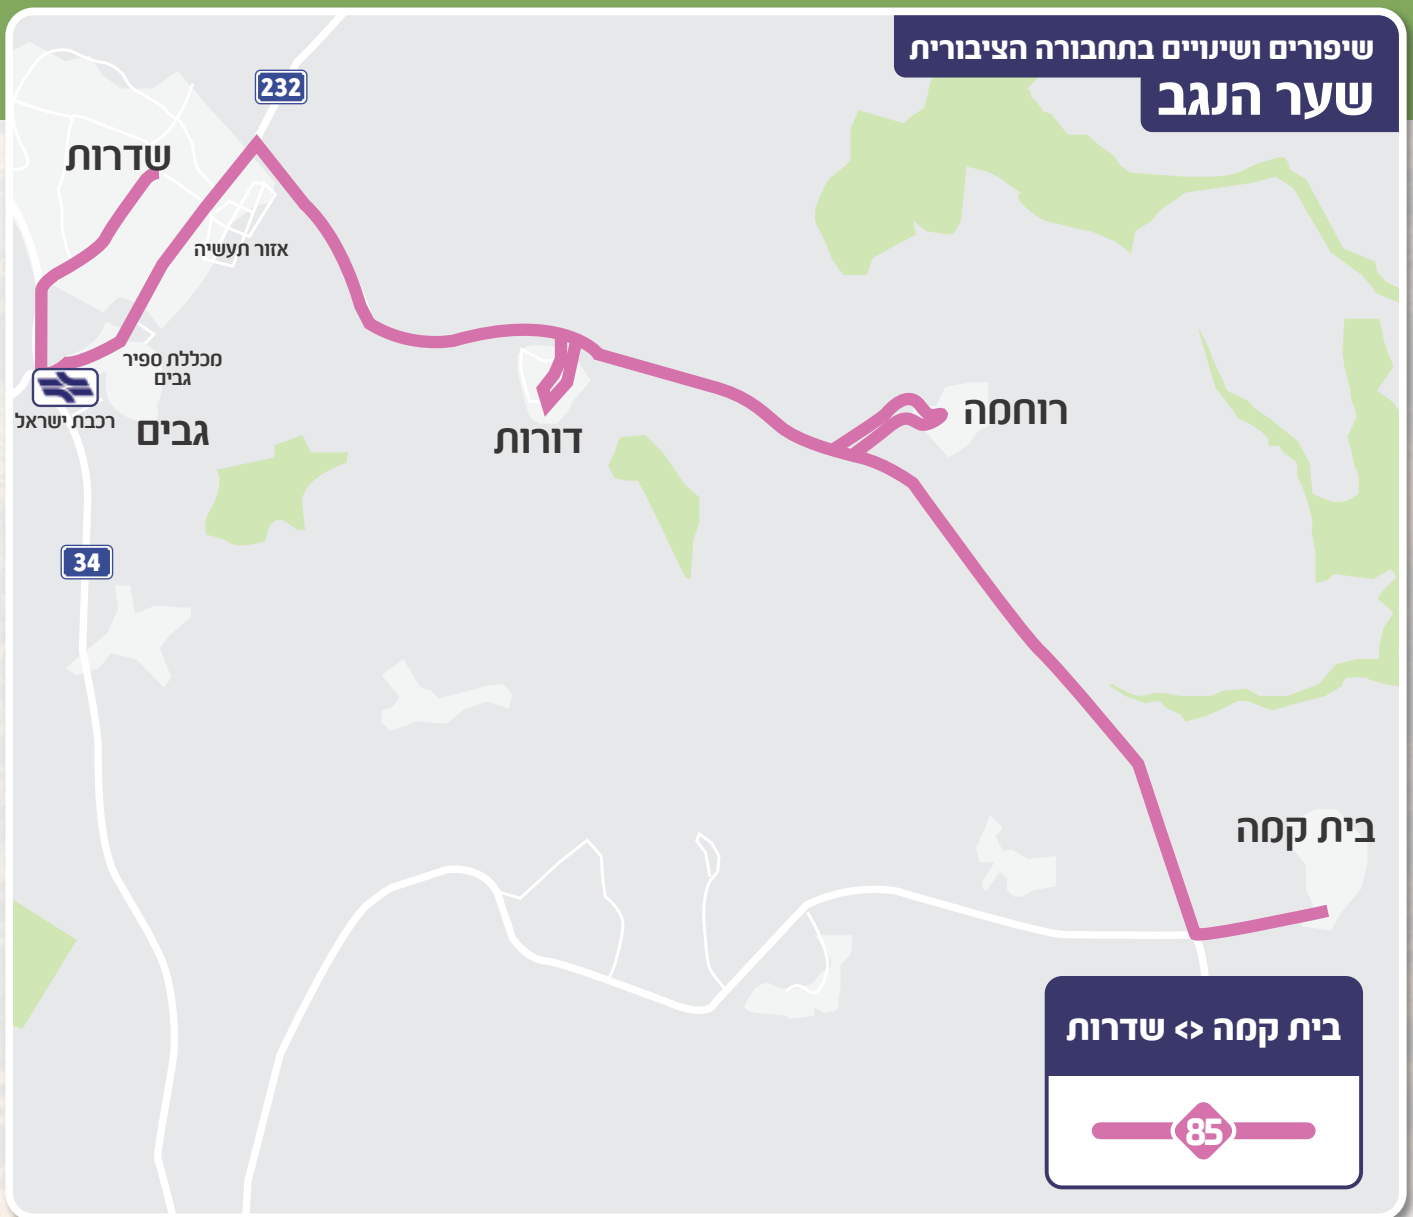 שיפורים ושינויים בתחבורה הציבורית
שער הנגב
232
שדרות
אזור תעשיה
מכללת ספיר
גבים
רכבת ישראל
גבים
דורות
רוחמה
34
בית קמה
בית קמה <> שדרות
85